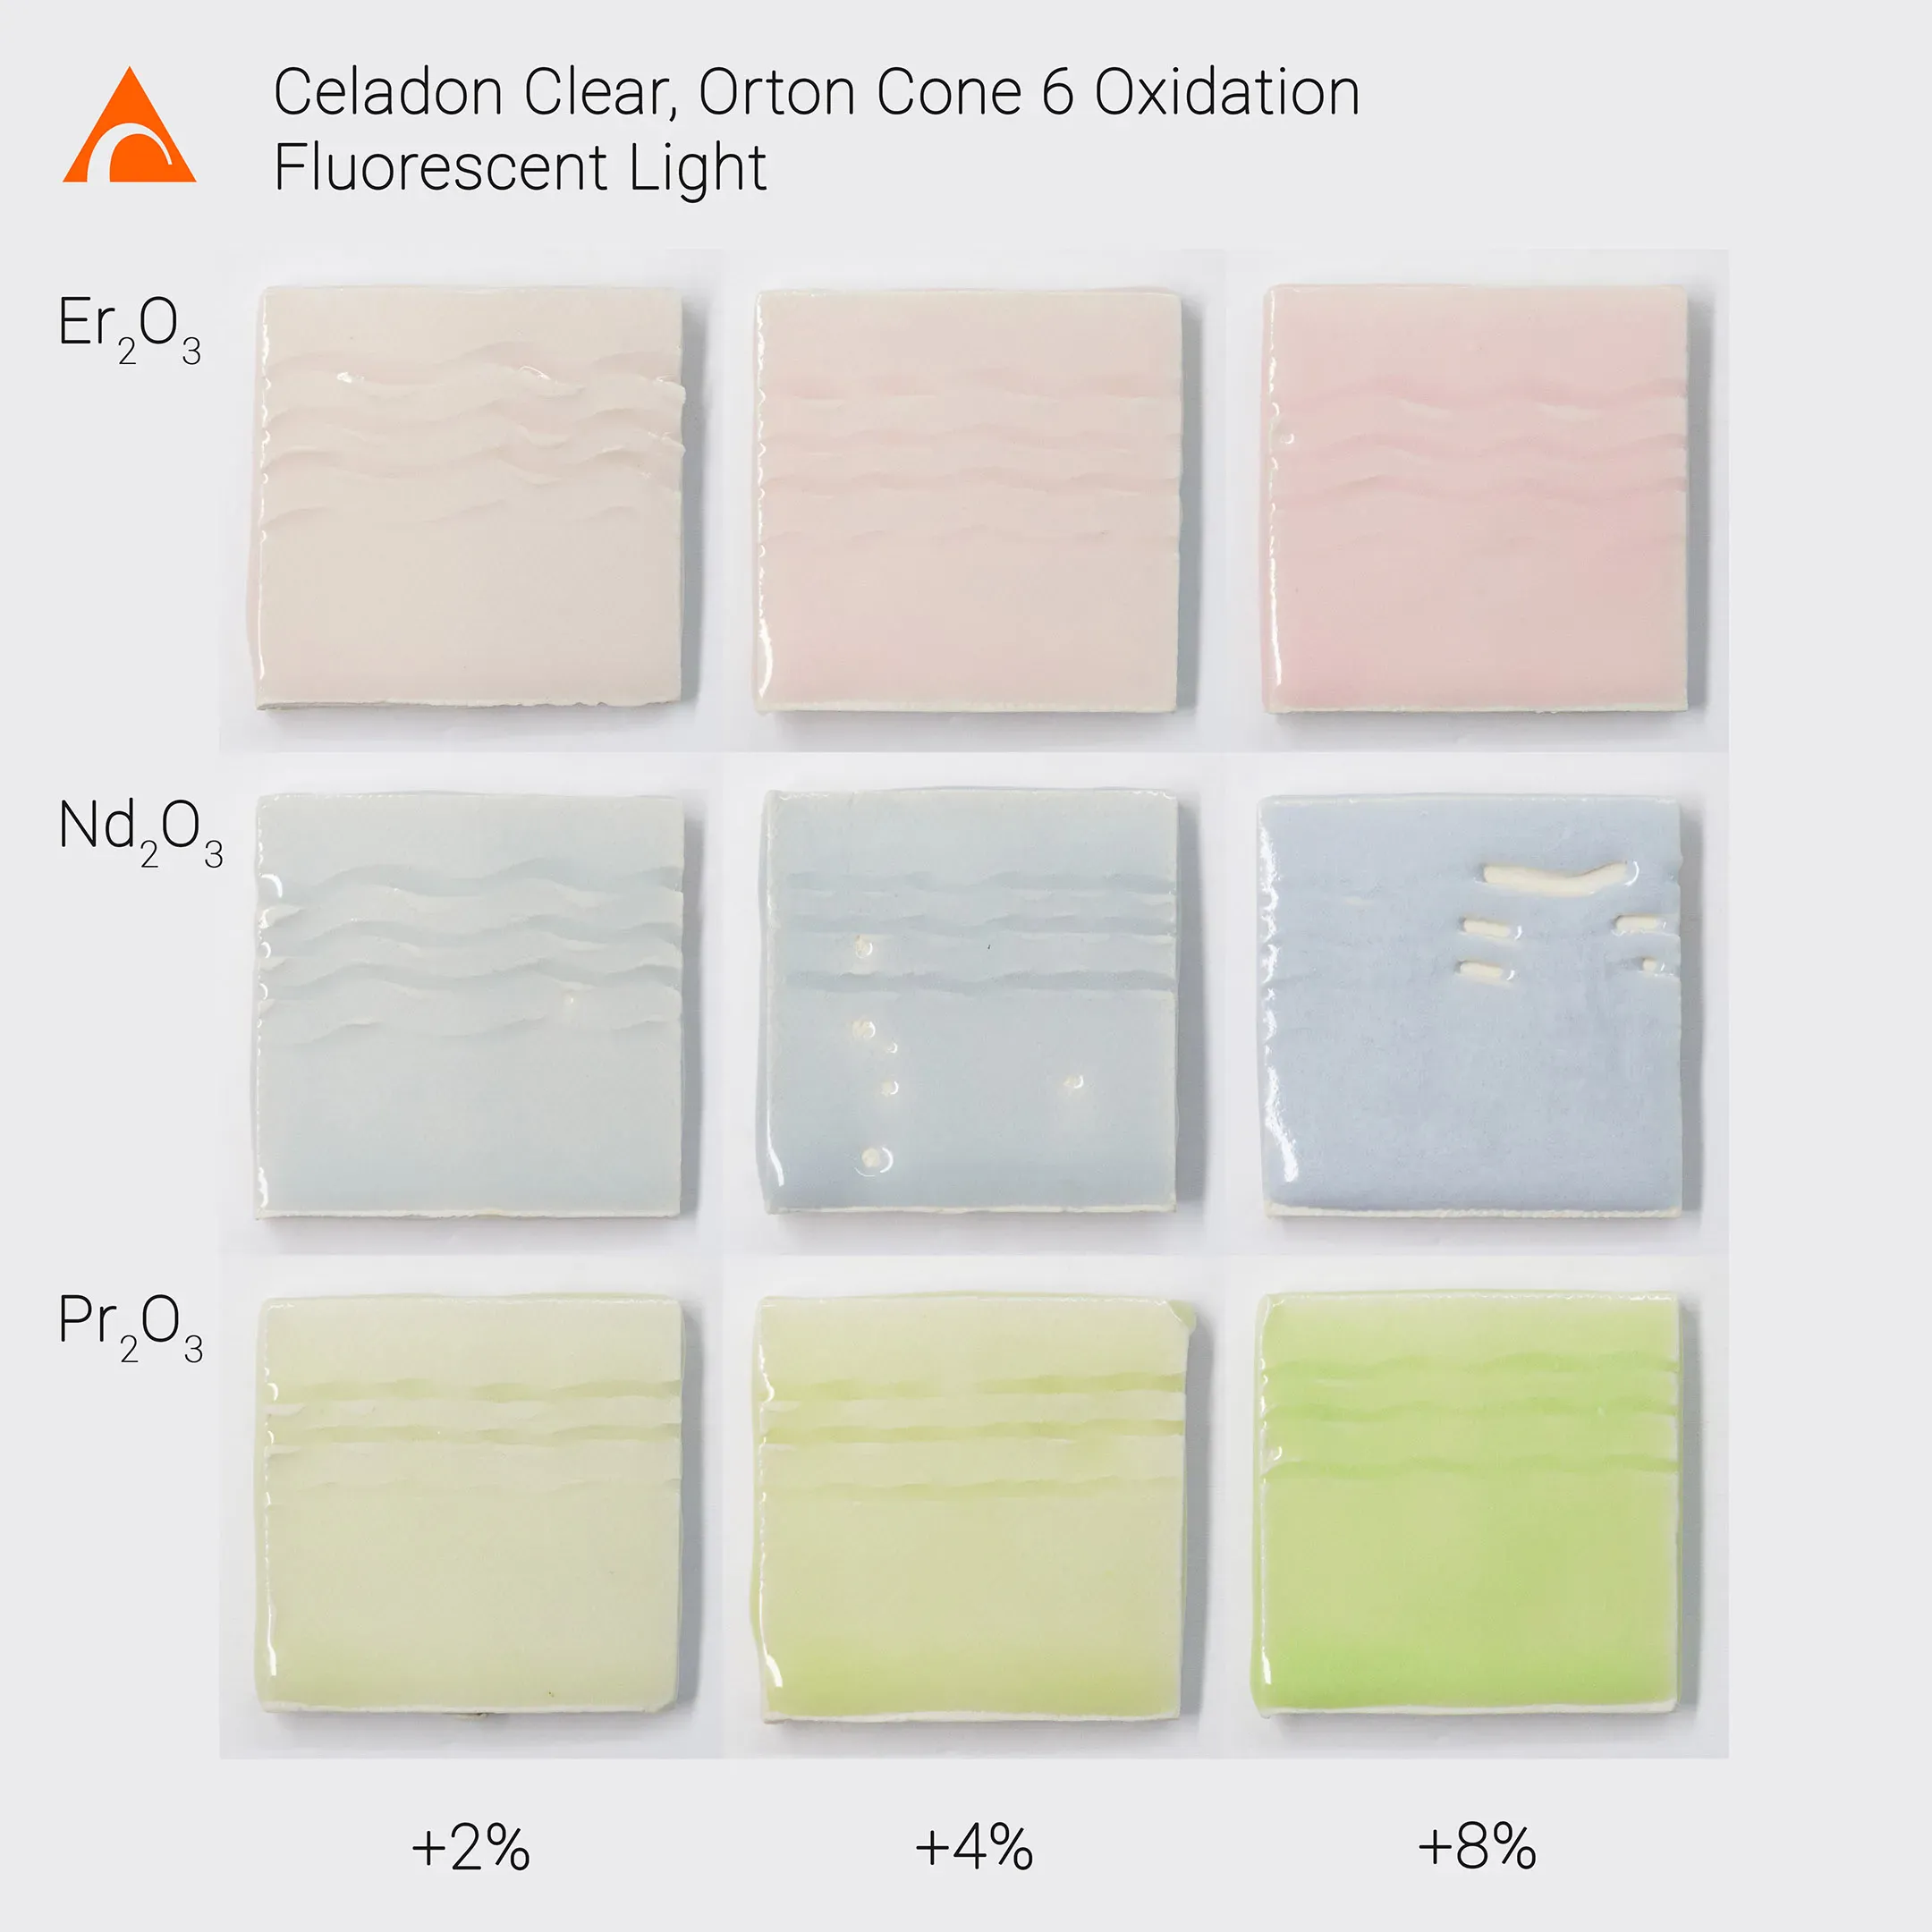 Celadon Clear, Orton Cone 6 Oxidation
Fluorescent Light
Er₂O₃
Nd₂O₃
Pr₂O₃
+2% +4% +8%